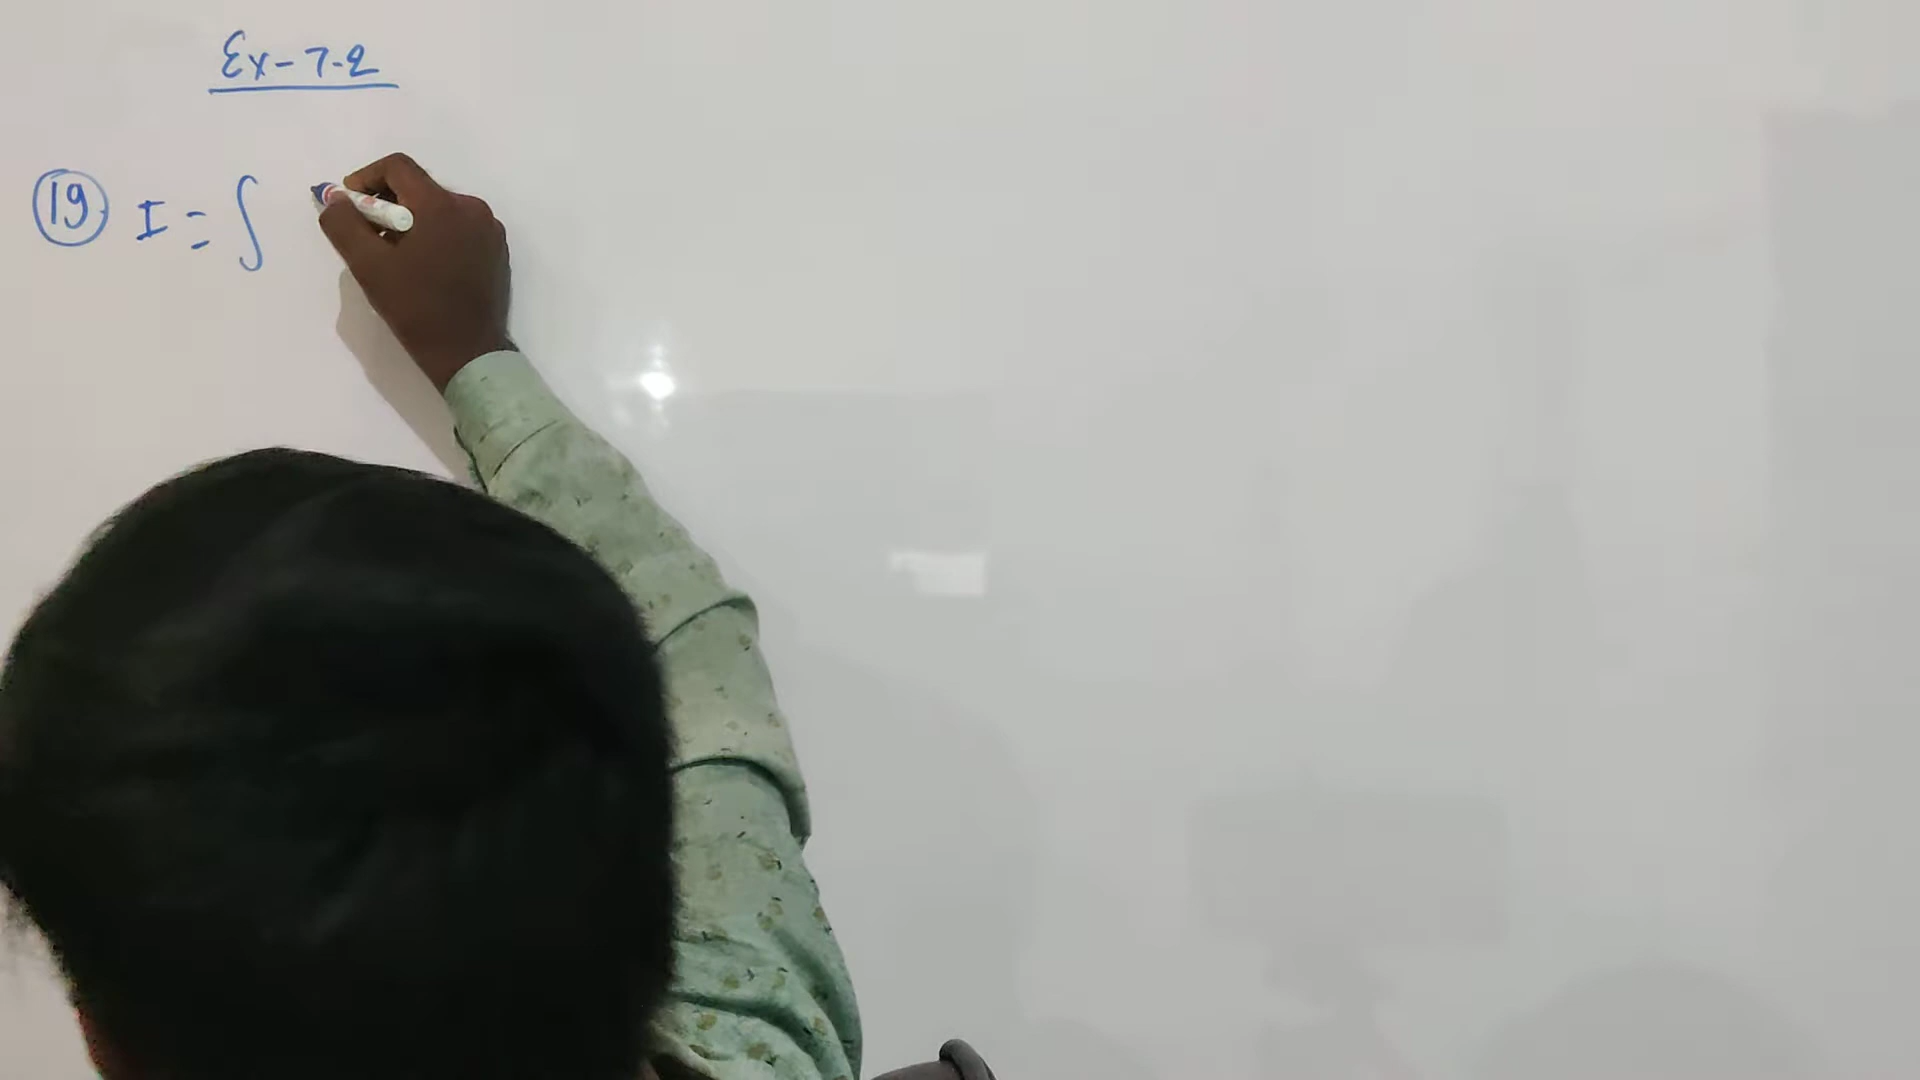 Ex-7.2
19 I = ∫